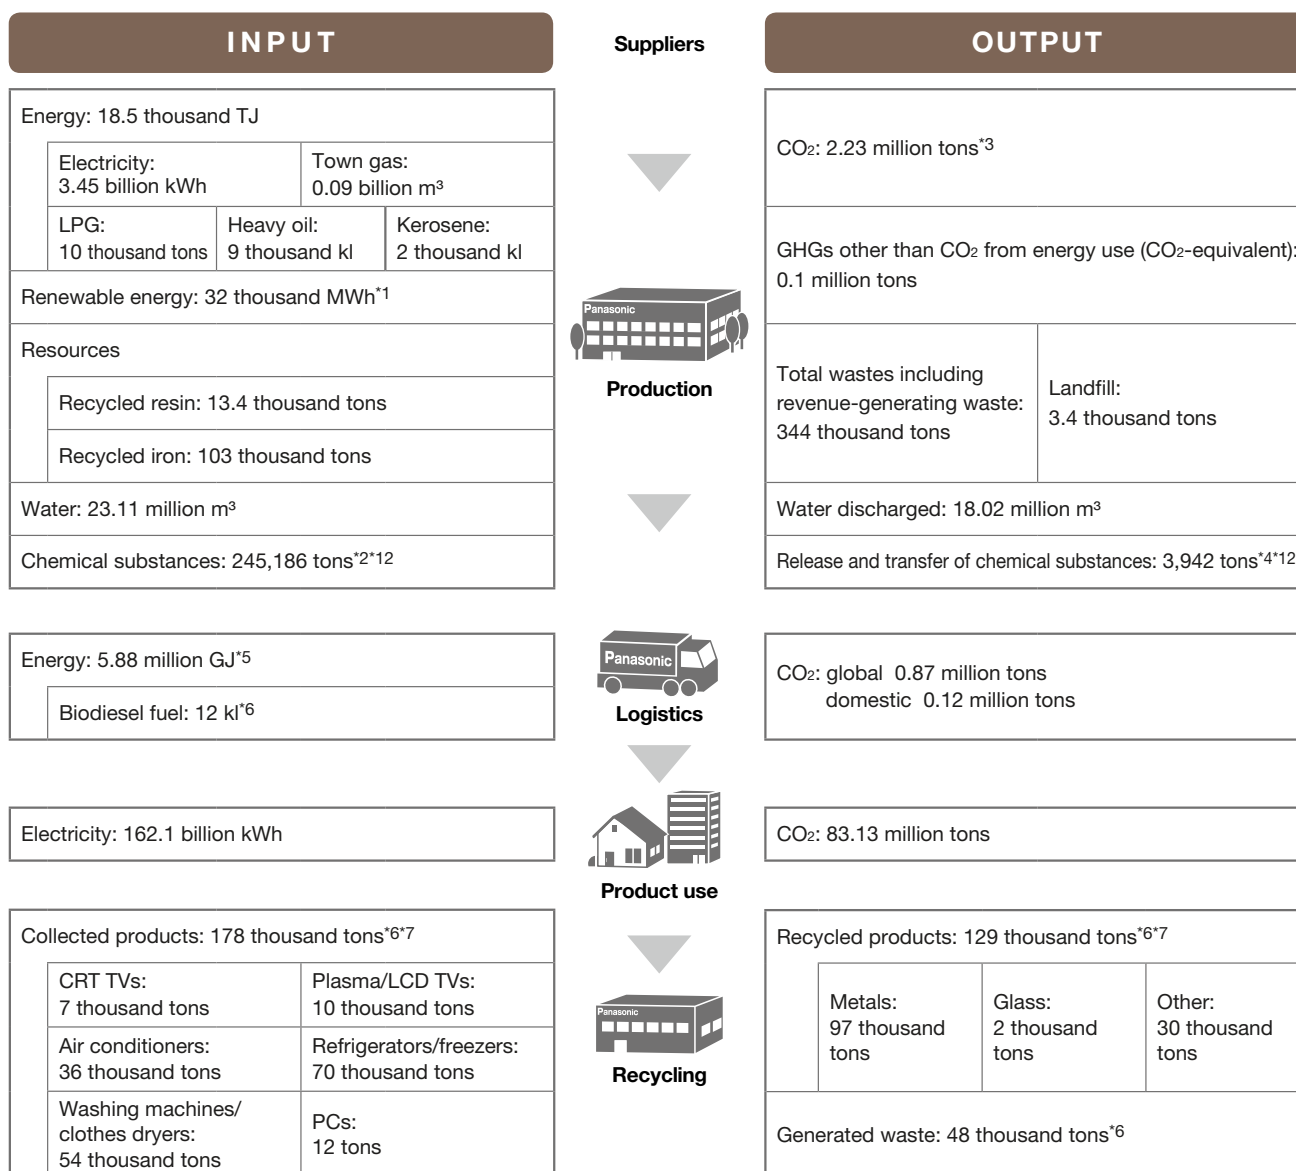 INPUT
Suppliers
OUTPUT
Energy: 18.5 thousand TJ
Electricity:
3.45 billion kWh
Town gas:
0.09 billion m³
LPG:
10 thousand tons
Heavy oil:
9 thousand kl
Kerosene:
2 thousand kl
Renewable energy: 32 thousand MWh*1
Resources
Recycled resin: 13.4 thousand tons
Recycled iron: 103 thousand tons
Water: 23.11 million m³
Chemical substances: 245,186 tons*2*12
Panasonic
Production
CO2: 2.23 million tons*3
GHGs other than CO2 from energy use (CO2-equivalent):
0.1 million tons
Total wastes including
revenue-generating waste:
344 thousand tons
Landfill:
3.4 thousand tons
Water discharged: 18.02 million m³
Release and transfer of chemical substances: 3,942 tons*4*12
Energy: 5.88 million GJ*5
Biodiesel fuel: 12 kl*6
Panasonic
Logistics
CO2: global 0.87 million tons
domestic 0.12 million tons
Electricity: 162.1 billion kWh
Product use
CO2: 83.13 million tons
Collected products: 178 thousand tons*6*7
CRT TVs:
7 thousand tons
Plasma/LCD TVs:
10 thousand tons
Air conditioners:
36 thousand tons
Refrigerators/freezers:
70 thousand tons
Washing machines/
clothes dryers:
54 thousand tons
PCs:
12 tons
Panasonic
Recycling
Recycled products: 129 thousand tons*6*7
Metals:
97 thousand
tons
Glass:
2 thousand
tons
Other:
30 thousand
tons
Generated waste: 48 thousand tons*6